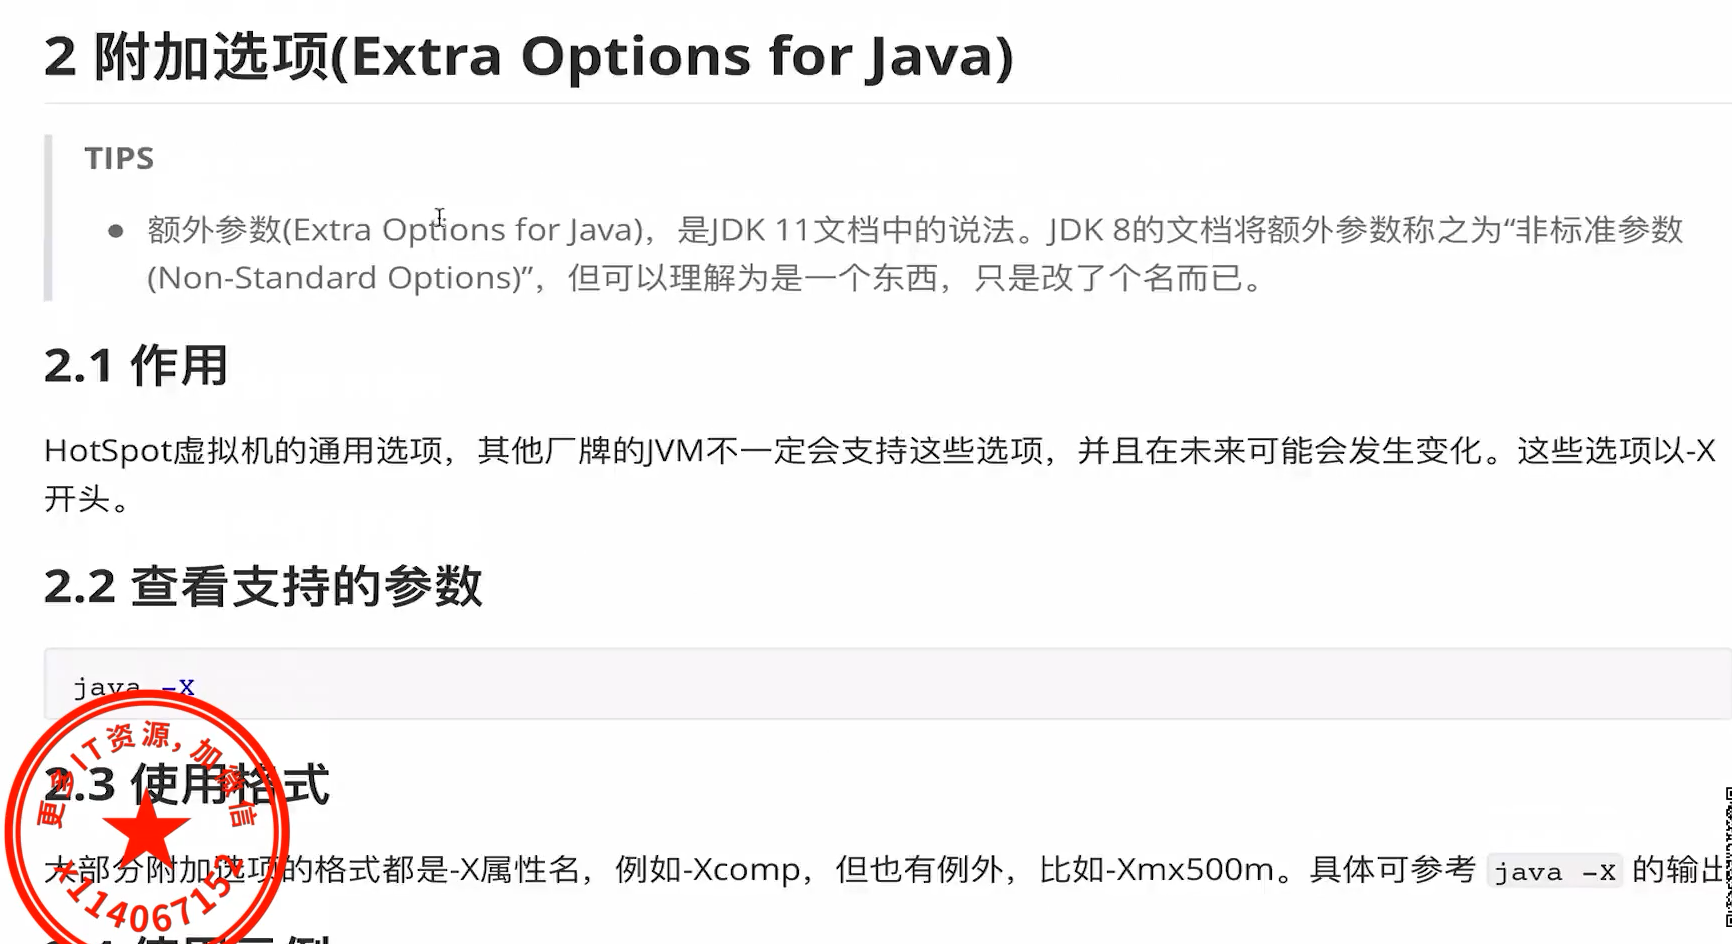 2 附加选项(Extra Options for Java)
TIPS
● 额外参数(Extra Options for Java)，是JDK 11文档中的说法。JDK 8的文档将额外参数称之为“非标准参数
(Non-Standard Options)”，但可以理解为是一个东西，只是改了个名而已。
2.1 作用
HotSpot虚拟机的通用选项，其他厂牌的JVM不一定会支持这些选项，并且在未来可能会发生变化。这些选项以-X
开头。
2.2 查看支持的参数
java -X
2.3 使用格式
大部分附加选项的格式都是-X属性名，例如-Xcomp，但也有例外，比如-Xmx500m。具体可参考 java -X 的输出
更多IT资源,加微信
x114067152